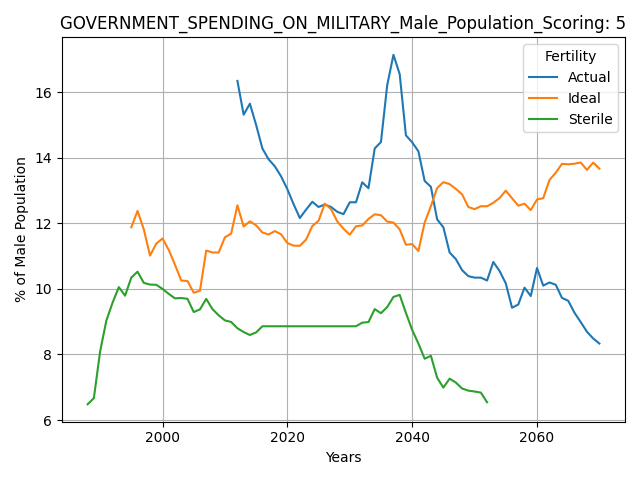 GOVERNMENT_SPENDING_ON_MILITARY_Male_Population_Scoring: 5
Fertility
Actual
Ideal
Sterile
% of Male Population
16
14
12
10
8
6
2000 2020 2040 2060
Years